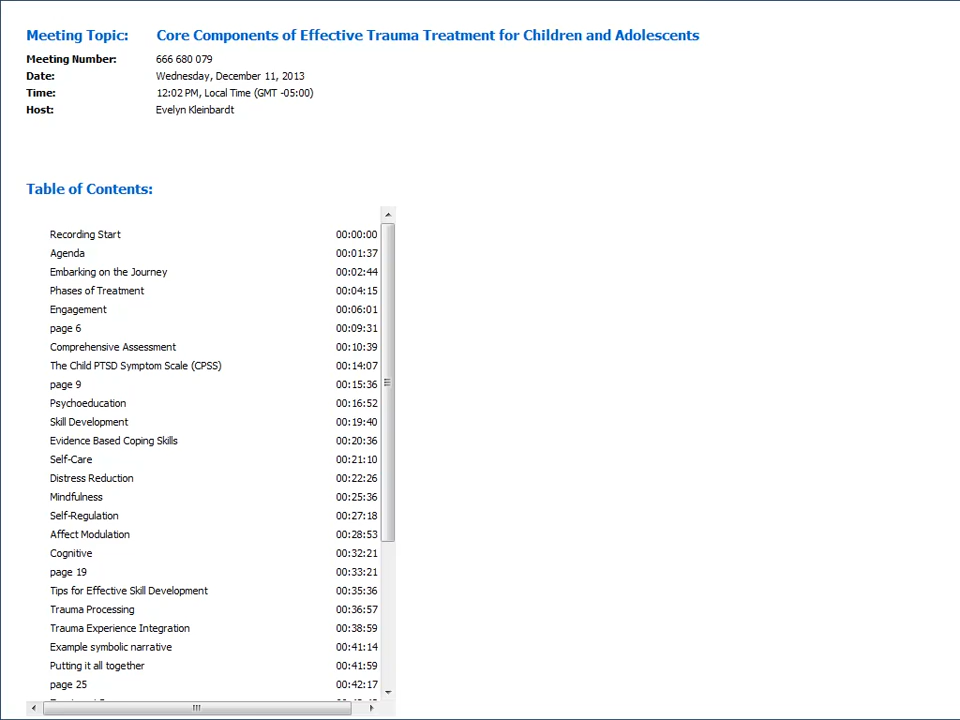 Meeting Topic: Core Components of Effective Trauma Treatment for Children and Adolescents
Meeting Number: 666 680 079
Date: Wednesday, December 11, 2013
Time: 12:02 PM, Local Time (GMT -05:00)
Host: Evelyn Kleinbardt
Table of Contents:
Recording Start 00:00:00
Agenda 00:01:37
Embarking on the Journey 00:02:44
Phases of Treatment 00:04:15
Engagement 00:06:01
page 6 00:09:31
Comprehensive Assessment 00:10:39
The Child PTSD Symptom Scale (CPSS) 00:14:07
page 9 00:15:36
Psychoeducation 00:16:52
Skill Development 00:19:40
Evidence Based Coping Skills 00:20:36
Self-Care 00:21:10
Distress Reduction 00:22:26
Mindfulness 00:25:36
Self-Regulation 00:27:18
Affect Modulation 00:28:53
Cognitive 00:32:21
page 19 00:33:21
Tips for Effective Skill Development 00:35:36
Trauma Processing 00:36:57
Trauma Experience Integration 00:38:59
Example symbolic narrative 00:41:14
Putting it all together 00:41:59
page 25 00:42:17